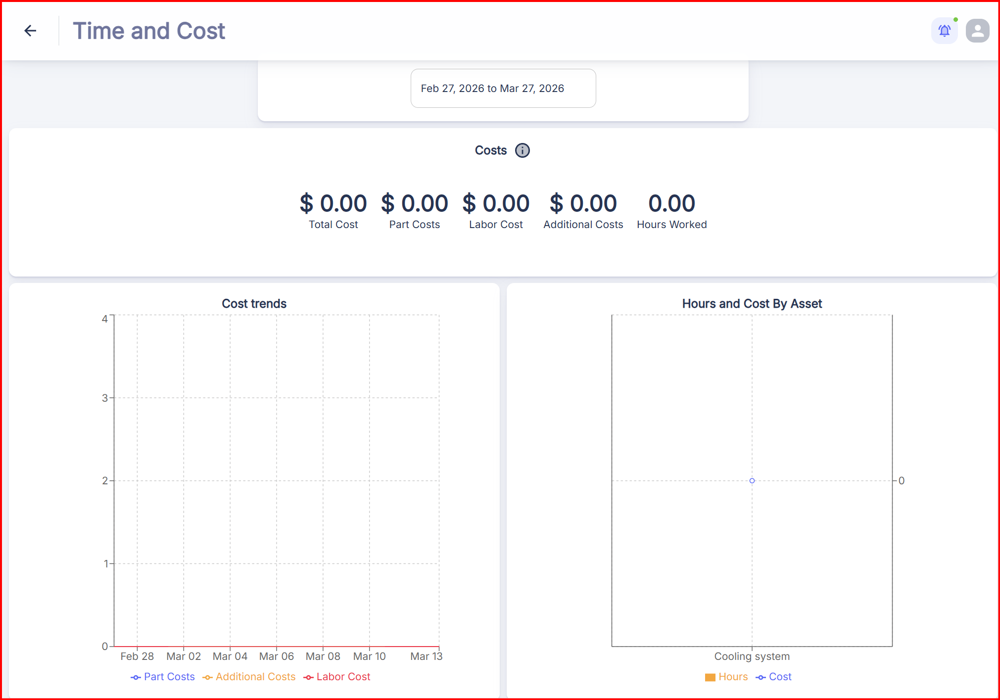 Time and Cost
Feb 27, 2026 to Mar 27, 2026
Costs
$ 0.00 $ 0.00 $ 0.00 $ 0.00 0.00
Total Cost Part Costs Labor Cost Additional Costs Hours Worked
Cost trends
4
3
2
1
0
Feb 28 Mar 02 Mar 04 Mar 06 Mar 08 Mar 10 Mar 13
Part Costs Additional Costs Labor Cost
Hours and Cost By Asset
0
Cooling system
Hours Cost